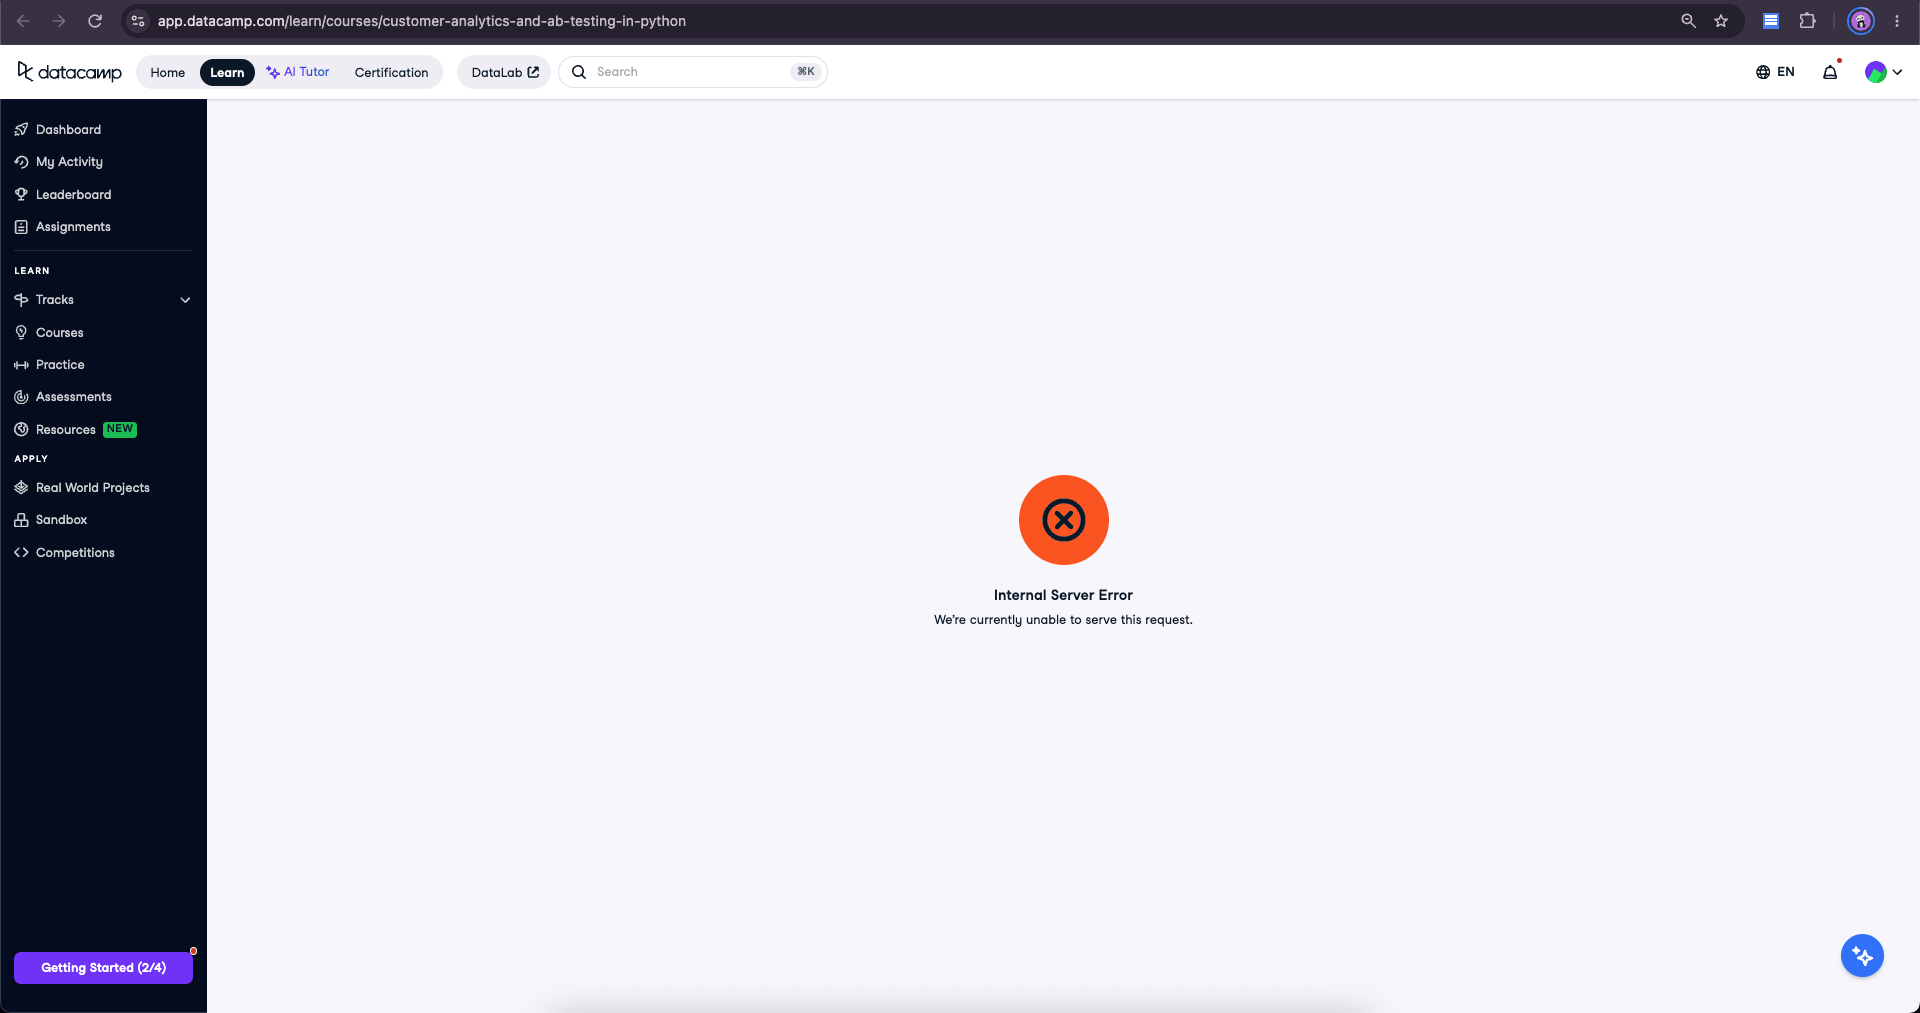 app.datacamp.com/learn/courses/customer-analytics-and-ab-testing-in-python
datacamp
Home
Learn
AI Tutor
Certification
DataLab
Search
⌘K
EN
Dashboard
My Activity
Leaderboard
Assignments
LEARN
Tracks
Courses
Practice
Assessments
Resources NEW
APPLY
Real World Projects
Sandbox
Competitions
Internal Server Error
We're currently unable to serve this request.
Getting Started (2/4)